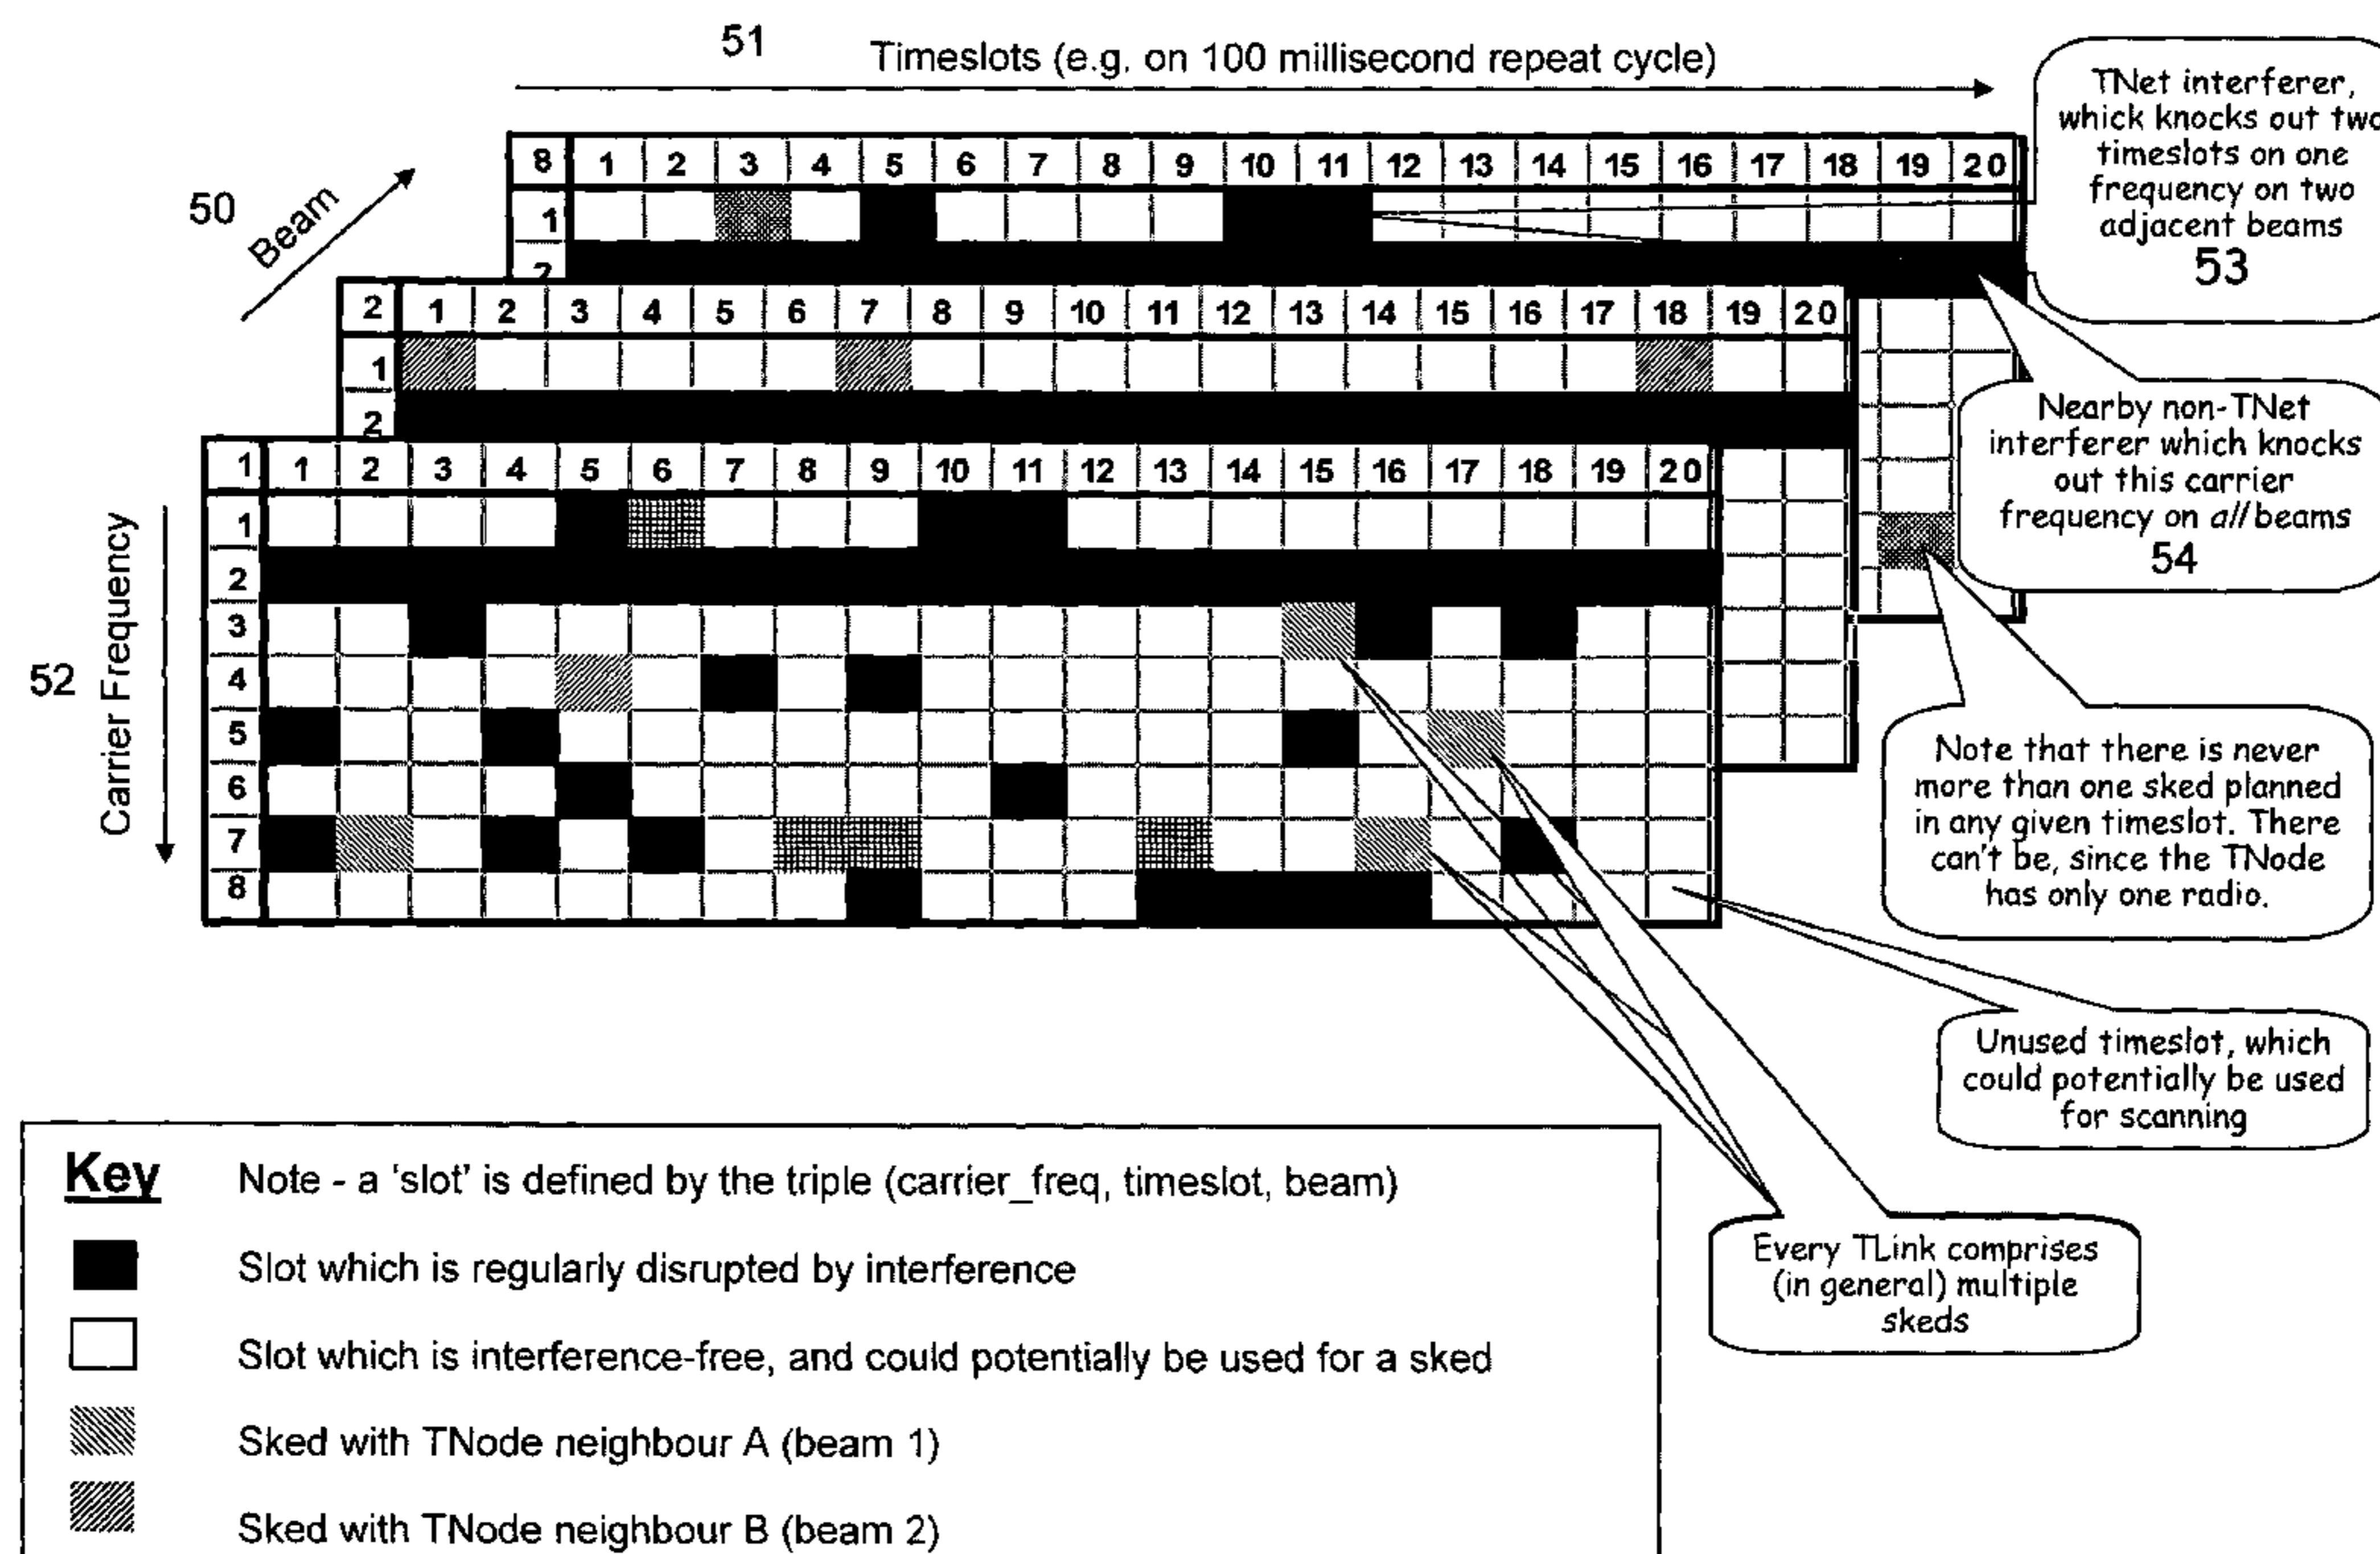 51
Timeslots (e.g. on 100 millisecond repeat cycle)
TNet interferer,
whick knocks out two
timeslots on one
frequency on two
adjacent beams
53
50
Beam
8 1 2 3 4 5 6 7 8 9 10 11 12 13 14 15 16 17 18 19 20
1
2
2 1 2 3 4 5 6 7 8 9 10 11 12 13 14 15 16 17 18 19 20
1
2
Nearby non-TNet
interferer which knocks
out this carrier
frequency on all beams
54
1 1 2 3 4 5 6 7 8 9 10 11 12 13 14 15 16 17 18 19 20
1
2
3
4
5
6
7
8
52
Carrier Frequency
Note that there is never
more than one sked planned
in any given timeslot. There
can't be, since the TNode
has only one radio.
Unused timeslot, which
could potentially be used
for scanning
Every TLink comprises
(in general) multiple
skeds
Key
Note - a 'slot' is defined by the triple (carrier_freq, timeslot, beam)
Slot which is regularly disrupted by interference
Slot which is interference-free, and could potentially be used for a sked
Sked with TNode neighbour A (beam 1)
Sked with TNode neighbour B (beam 2)